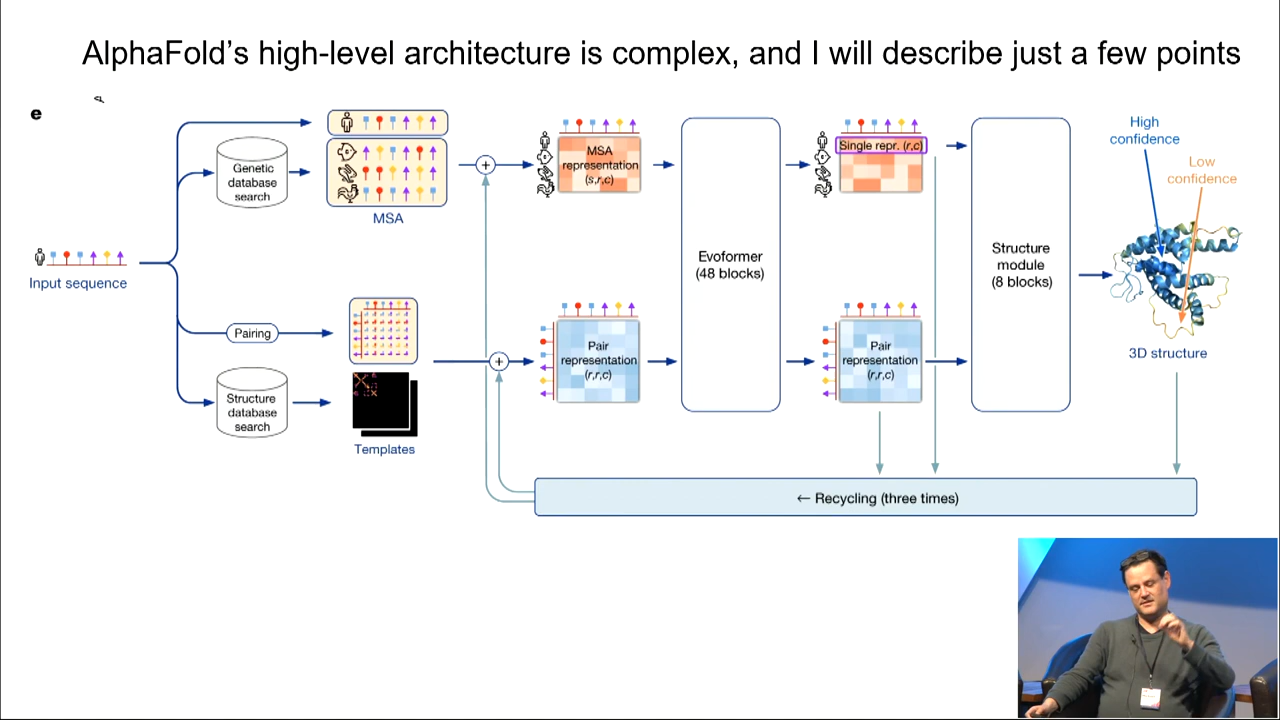 AlphaFold’s high-level architecture is complex, and I will describe just a few points
e
Input sequence
Genetic
database
search
MSA
Pairing
Structure
database
search
Templates
+
MSA
representation
(s,r,c)
+
Pair
representation
(r,r,c)
Evoformer
(48 blocks)
Single repr. (r,c)
Pair
representation
(r,r,c)
Structure
module
(8 blocks)
High
confidence
Low
confidence
3D structure
← Recycling (three times)